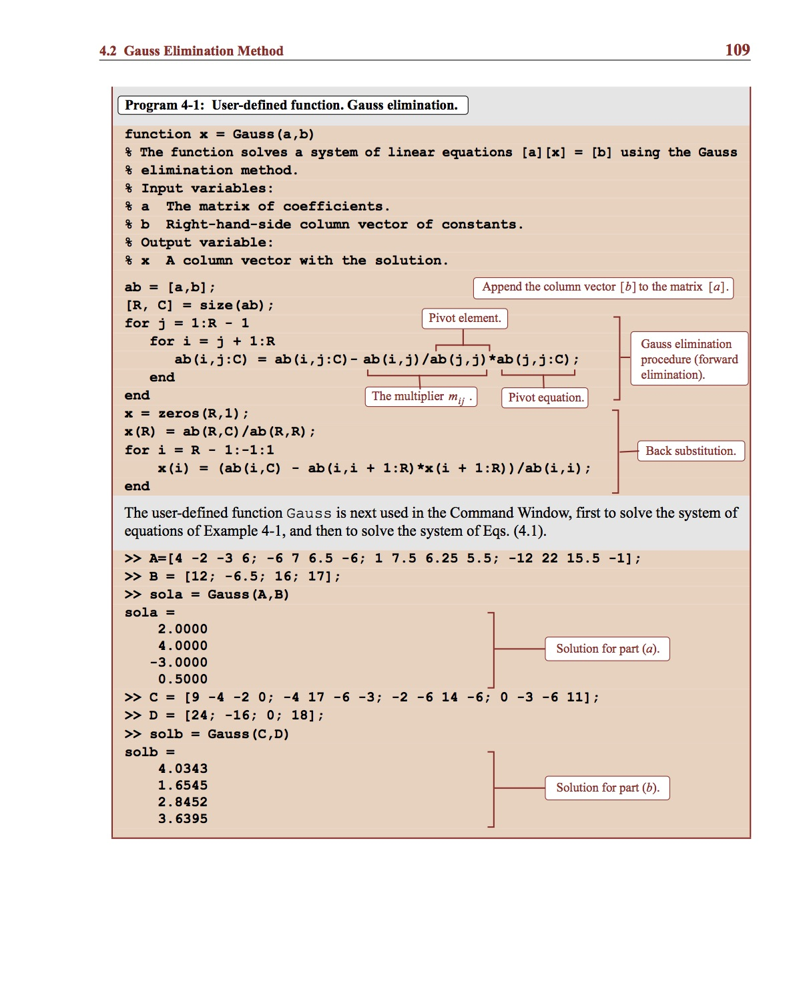 4.2 Gauss Elimination Method 109
Program 4-1: User-defined function. Gauss elimination.
function x = Gauss(a,b)
% The function solves a system of linear equations [a][x] = [b] using the Gauss
% elimination method.
% Input variables:
% a  The matrix of coefficients.
% b  Right-hand-side column vector of constants.
% Output variable:
% x  A column vector with the solution.
ab = [a,b];
Append the column vector [b] to the matrix [a].
[R, C] = size(ab);
for j = 1:R - 1
Pivot element.
for i = j + 1:R
ab(i,j:C) = ab(i,j:C)- ab(i,j)/ab(j,j)*ab(j,j:C);
Gauss elimination
procedure (forward
elimination).
end
end
The multiplier mij .
Pivot equation.
x = zeros(R,1);
x(R) = ab(R,C)/ab(R,R);
for i = R - 1:-1:1
Back substitution.
x(i) = (ab(i,C) - ab(i,i + 1:R)*x(i + 1:R))/ab(i,i);
end
The user-defined function Gauss is next used in the Command Window, first to solve the system of
equations of Example 4-1, and then to solve the system of Eqs. (4.1).
>> A=[4 -2 -3 6; -6 7 6.5 -6; 1 7.5 6.25 5.5; -12 22 15.5 -1];
>> B = [12; -6.5; 16; 17];
>> sola = Gauss(A,B)
sola =
2.0000
4.0000
-3.0000
0.5000
Solution for part (a).
>> C = [9 -4 -2 0; -4 17 -6 -3; -2 -6 14 -6; 0 -3 -6 11];
>> D = [24; -16; 0; 18];
>> solb = Gauss(C,D)
solb =
4.0343
1.6545
2.8452
3.6395
Solution for part (b).